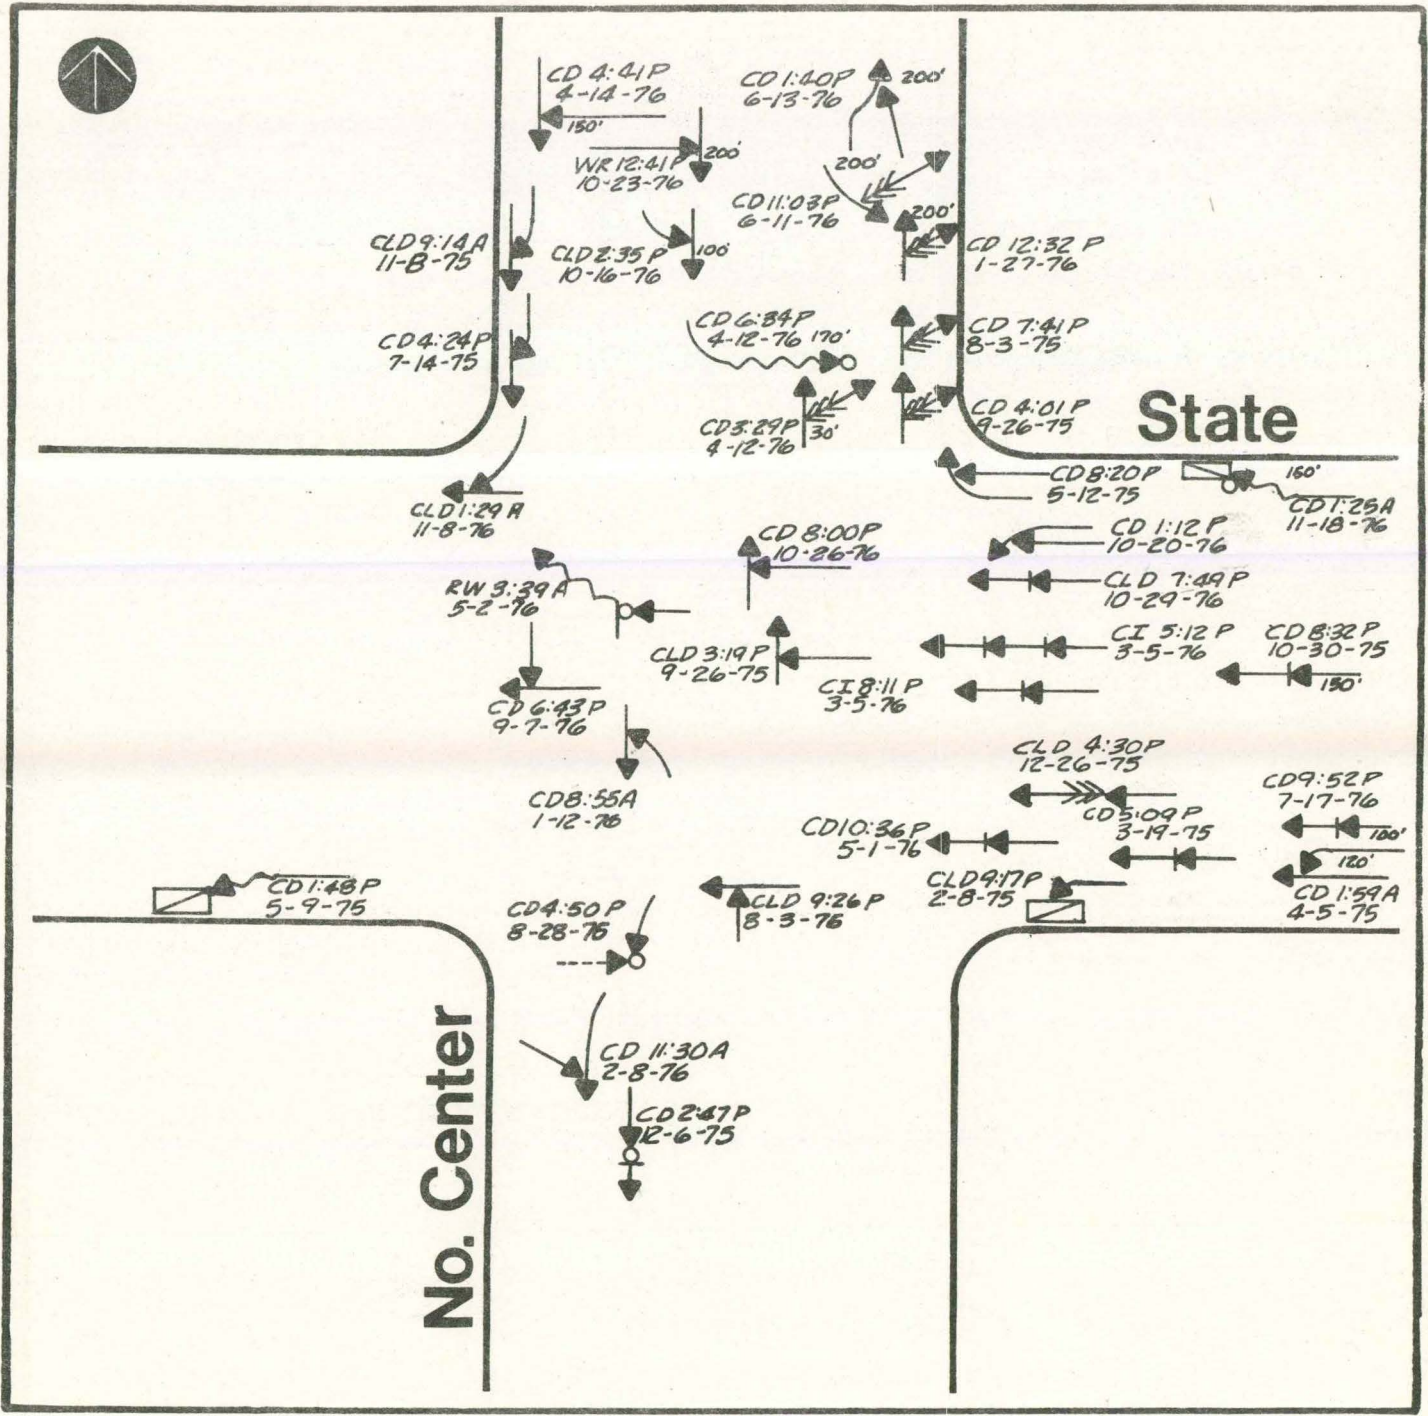 CD 4:41 P
4-14-76
150'
CD 1:40P
6-13-76
200'
WR 12:41P
10-23-76
200'
200'
CD 11:03P
6-11-76
200'
CLD 9:14A
11-8-75
CLD 2:35 P
10-16-76
100'
CD 12:32 P
1-27-76
CD 4:24P
7-14-75
CD 6:34P
4-12-76 170'
CD 7:41P
8-3-75
CD 3:29P
4-12-76
30'
CD 4:01P
9-26-75
State
CLD 1:29 A
11-8-76
CD 8:20P
5-12-75
160'
CD 1:25A
11-18-76
CD 8:00P
10-26-76
CD 1:12 P
10-20-76
RW 3:39A
5-2-76
CLD 7:49P
10-29-76
CLD 3:19P
9-26-75
CI 5:12 P
3-5-76
CD 8:32P
10-30-75
150'
CI 8:11 P
3-5-76
CD 6:43P
9-7-76
CLD 4:30P
12-26-75
CD 8:55A
1-12-76
CD 9:52P
7-17-76
100'
CD 5:09P
3-19-75
CD 10:36P
5-1-76
120'
CD 1:48P
5-9-75
CLD 9:17P
2-8-75
CD 1:59A
4-5-75
CD 4:50P
8-28-75
CLD 9:26P
8-3-75
CD 11:30A
2-8-76
CD 2:47P
12-6-75
No. Center